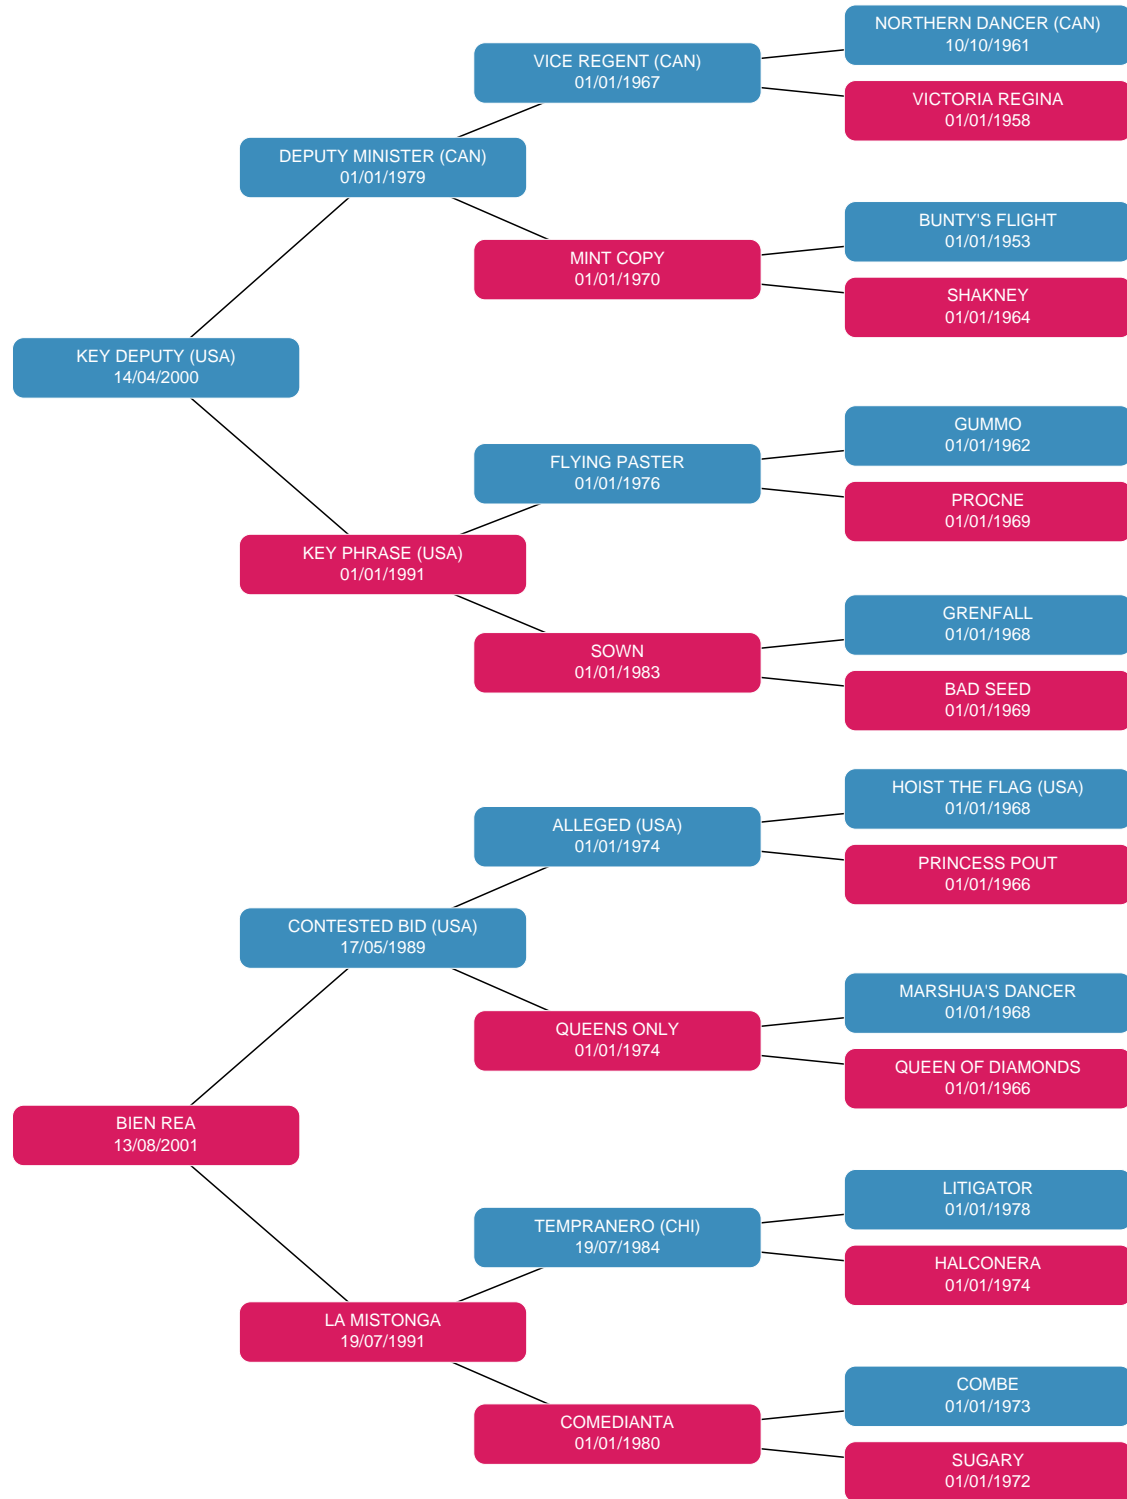 NORTHERN DANCER (CAN)
10/10/1961
VICE REGENT (CAN)
01/01/1967
VICTORIA REGINA
01/01/1958
DEPUTY MINISTER (CAN)
01/01/1979
BUNTY'S FLIGHT
01/01/1953
MINT COPY
01/01/1970
SHAKNEY
01/01/1964
KEY DEPUTY (USA)
14/04/2000
GUMMO
01/01/1962
FLYING PASTER
01/01/1976
PROCNE
01/01/1969
KEY PHRASE (USA)
01/01/1991
GRENFALL
01/01/1968
SOWN
01/01/1983
BAD SEED
01/01/1969
HOIST THE FLAG (USA)
01/01/1968
ALLEGED (USA)
01/01/1974
PRINCESS POUT
01/01/1966
CONTESTED BID (USA)
17/05/1989
MARSHUA'S DANCER
01/01/1968
QUEENS ONLY
01/01/1974
QUEEN OF DIAMONDS
01/01/1966
BIEN REA
13/08/2001
LITIGATOR
01/01/1978
TEMPRANERO (CHI)
19/07/1984
HALCONERA
01/01/1974
LA MISTONGA
19/07/1991
COMBE
01/01/1973
COMEDIANTA
01/01/1980
SUGARY
01/01/1972